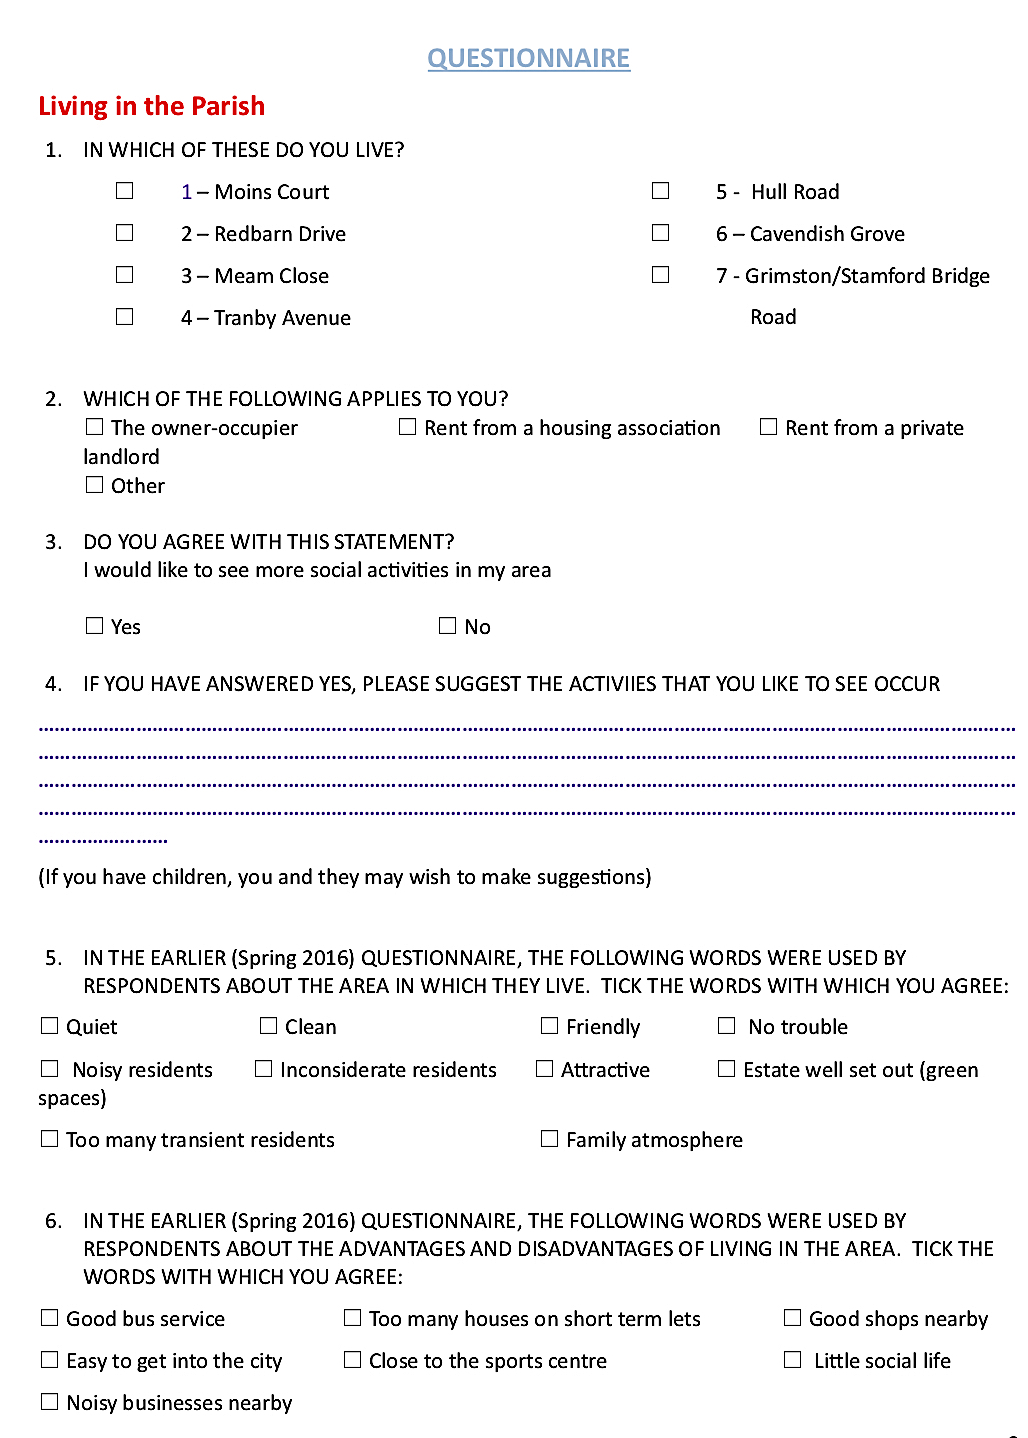 QUESTIONNAIRE
Living in the Parish
1. IN WHICH OF THESE DO YOU LIVE?
☐ 1 – Moins Court ☐ 5 - Hull Road
☐ 2 – Redbarn Drive ☐ 6 – Cavendish Grove
☐ 3 – Meam Close ☐ 7 - Grimston/Stamford Bridge
☐ 4 – Tranby Avenue Road
2. WHICH OF THE FOLLOWING APPLIES TO YOU?
☐ The owner-occupier ☐ Rent from a housing association ☐ Rent from a private
landlord
☐ Other
3. DO YOU AGREE WITH THIS STATEMENT?
I would like to see more social activities in my area
☐ Yes ☐ No
4. IF YOU HAVE ANSWERED YES, PLEASE SUGGEST THE ACTIVIIES THAT YOU LIKE TO SEE OCCUR
(If you have children, you and they may wish to make suggestions)
5. IN THE EARLIER (Spring 2016) QUESTIONNAIRE, THE FOLLOWING WORDS WERE USED BY
RESPONDENTS ABOUT THE AREA IN WHICH THEY LIVE. TICK THE WORDS WITH WHICH YOU AGREE:
☐ Quiet ☐ Clean ☐ Friendly ☐ No trouble
☐ Noisy residents ☐ Inconsiderate residents ☐ Attractive ☐ Estate well set out (green
spaces)
☐ Too many transient residents ☐ Family atmosphere
6. IN THE EARLIER (Spring 2016) QUESTIONNAIRE, THE FOLLOWING WORDS WERE USED BY
RESPONDENTS ABOUT THE ADVANTAGES AND DISADVANTAGES OF LIVING IN THE AREA. TICK THE
WORDS WITH WHICH YOU AGREE:
☐ Good bus service ☐ Too many houses on short term lets ☐ Good shops nearby
☐ Easy to get into the city ☐ Close to the sports centre ☐ Little social life
☐ Noisy businesses nearby